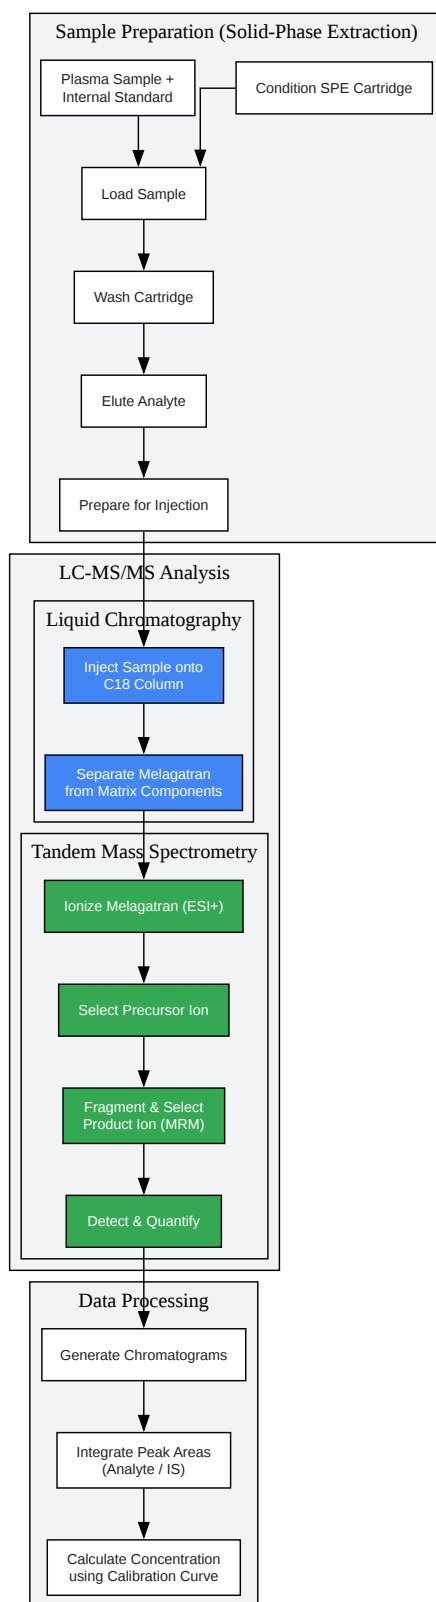 Sample Preparation (Solid-Phase Extraction)
Plasma Sample +
Internal Standard
Condition SPE Cartridge
Load Sample
Wash Cartridge
Elute Analyte
Prepare for Injection
LC-MS/MS Analysis
Liquid Chromatography
Inject Sample onto
C18 Column
Separate Melagatran
from Matrix Components
Tandem Mass Spectrometry
Ionize Melagatran (ESI+)
Select Precursor Ion
Fragment & Select
Product Ion (MRM)
Detect & Quantify
Data Processing
Generate Chromatograms
Integrate Peak Areas
(Analyte / IS)
Calculate Concentration
using Calibration Curve